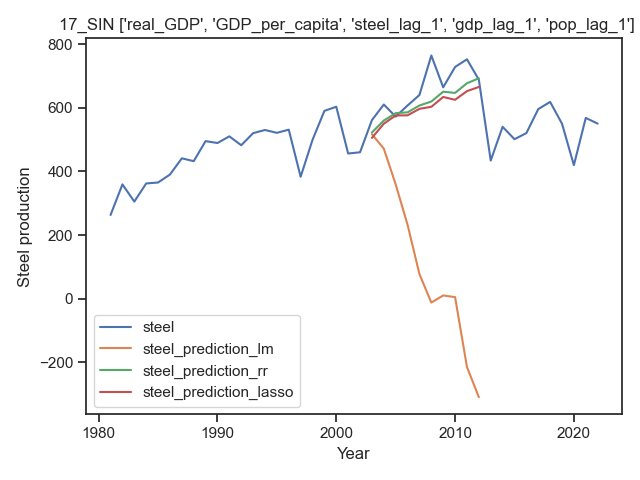 17_SIN ['real_GDP', 'GDP_per_capita', 'steel_lag_1', 'gdp_lag_1', 'pop_lag_1']
800
600
400
200
0
−200
Steel production
steel
steel_prediction_lm
steel_prediction_rr
steel_prediction_lasso
1980 1990 2000 2010 2020
Year